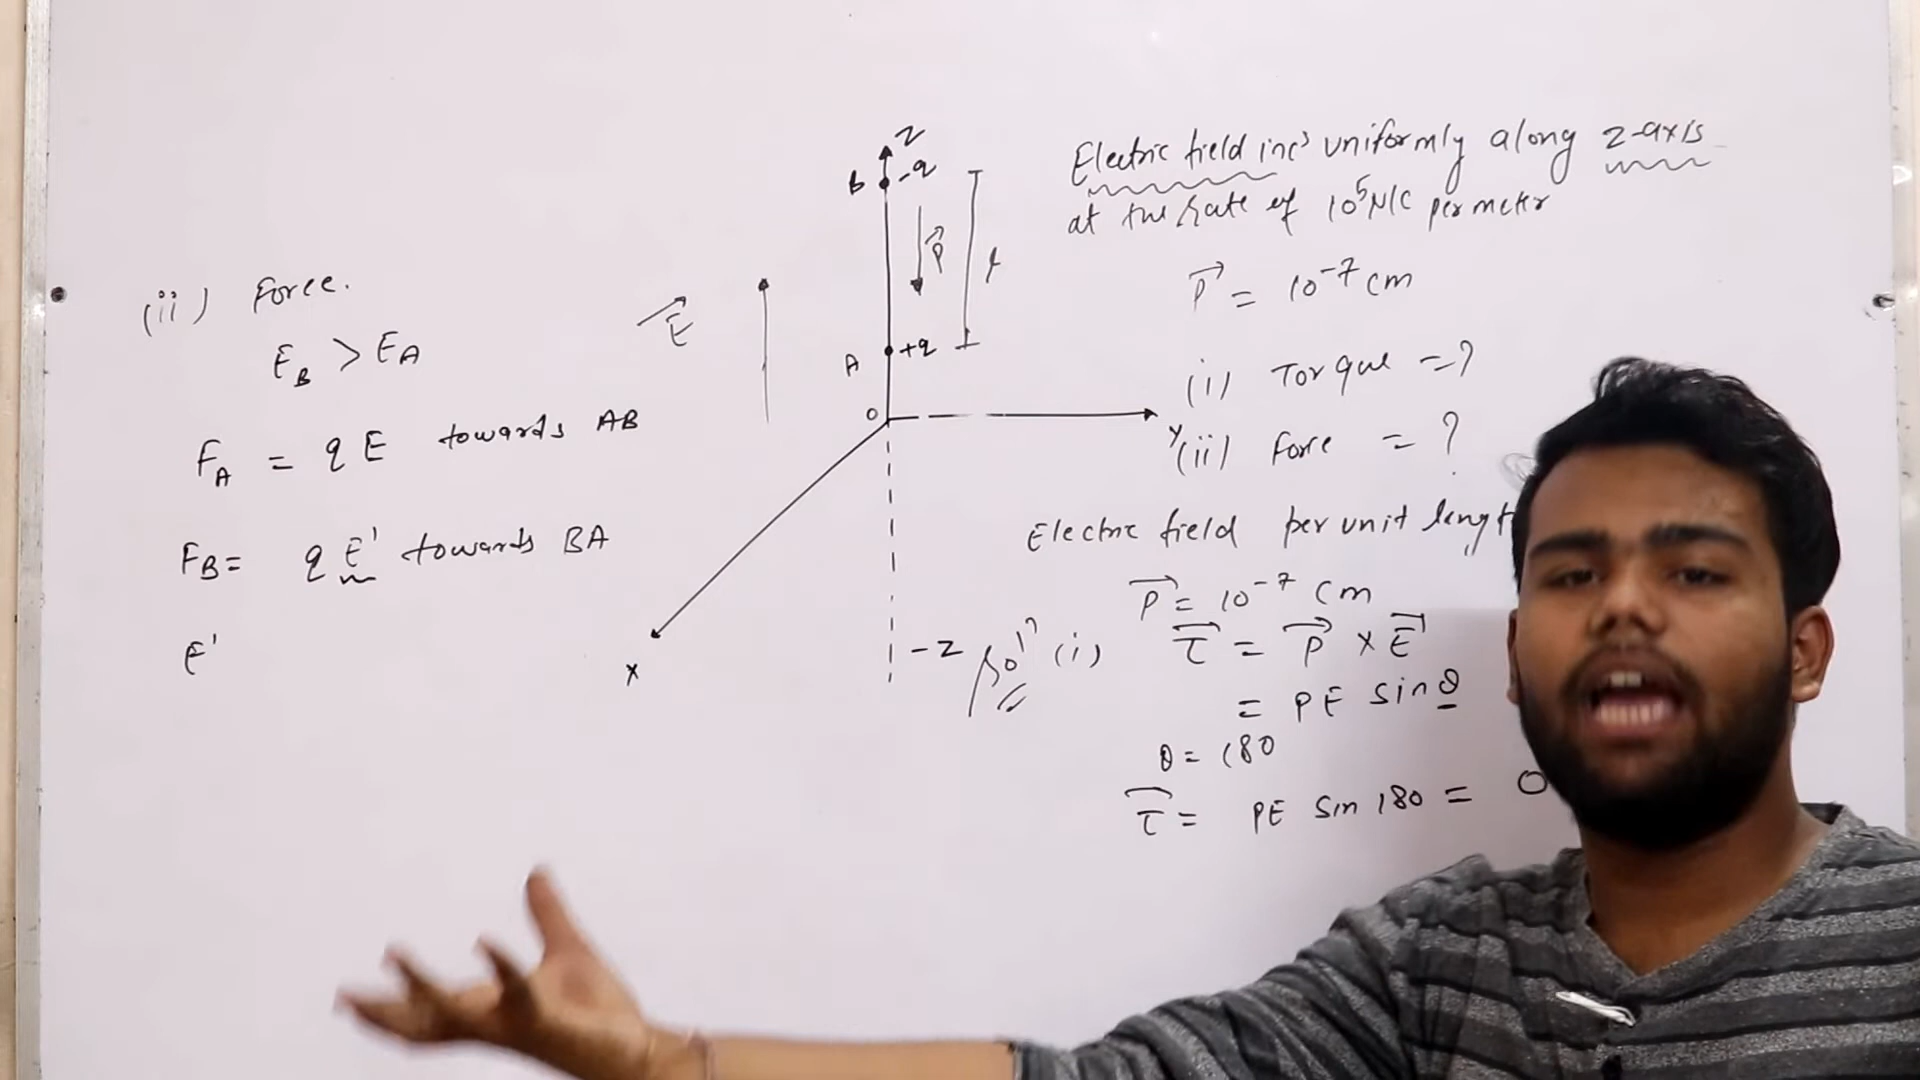 (ii) Force.
E_B > E_A
F_A = qE towards AB
F_B = qE' towards BA
E'
E
Z
B -q
P
A +q
O
Y
X
-Z
Electric field incs uniformly along z-axis
at the rate of 10^5 N/C per meter
P = 10^-7 cm
(i) Torque = ?
(ii) Force = ?
Electric field per unit length
(i) P = 10^-7 cm
τ = P × E
= PE sin θ
θ = 180
τ = PE sin 180 = 0